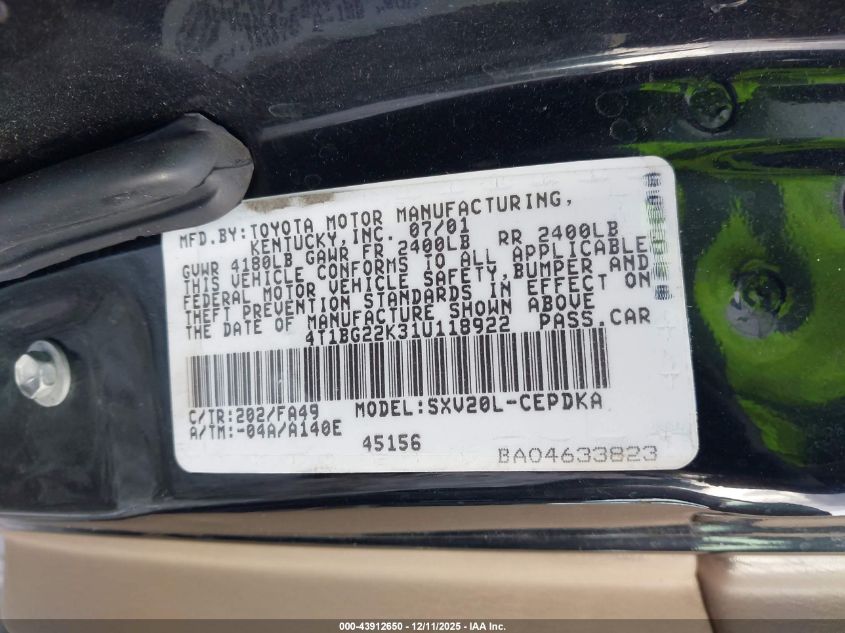 MFD.BY:TOYOTA MOTOR MANUFACTURING,
KENTUCKY,INC. 07/01
GVWR 4180LB GAWR FR 2400LB RR 2400LB
THIS VEHICLE CONFORMS TO ALL APPLICABLE
FEDERAL MOTOR VEHICLE SAFETY,BUMPER AND
THEFT PREVENTION STANDARDS IN EFFECT ON
THE DATE OF MANUFACTURE SHOWN ABOVE
4T1BG22K31U118922 PASS.CAR
C/TR:202/FA49 MODEL:SXV20L-CEPDKA
A/TM:-04A/A140E
45156
BA04633823
000-43912650 - 12/11/2025 - IAA Inc.